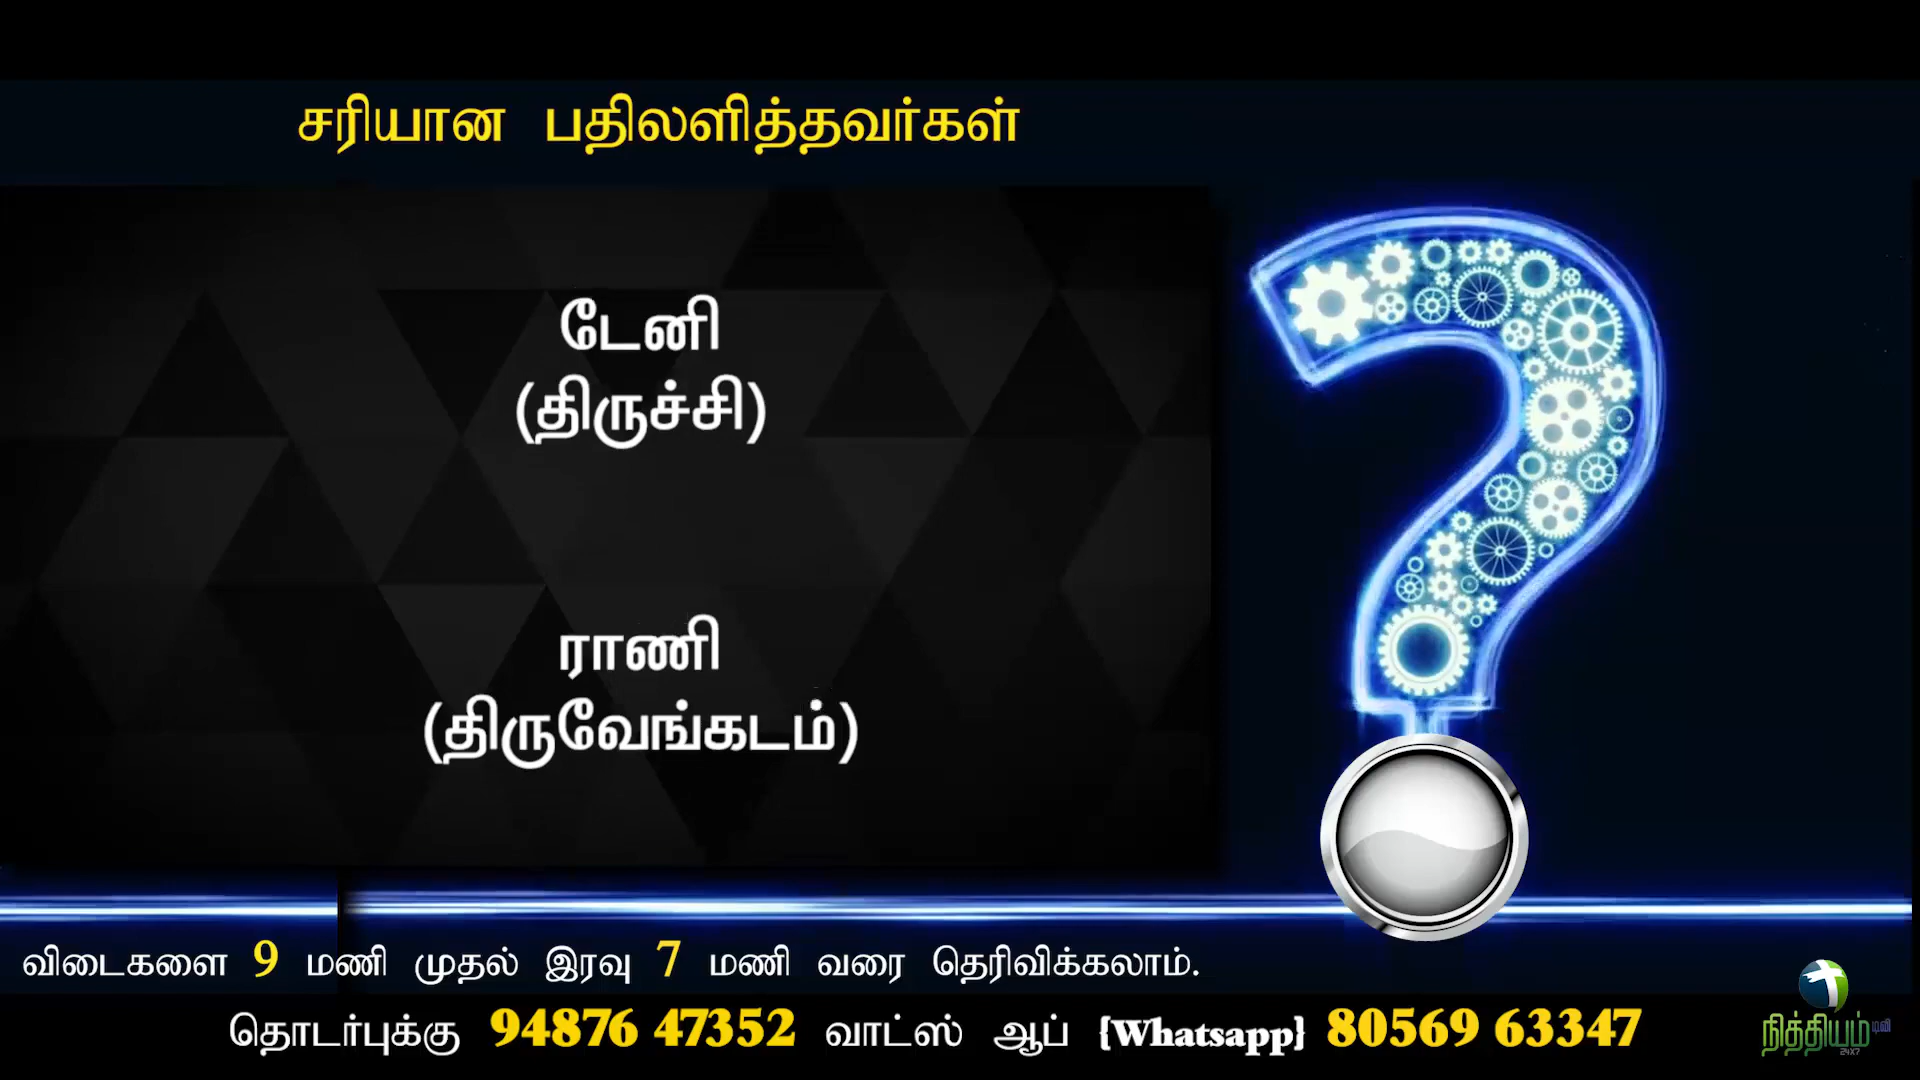 சரியான பதிலளித்தவர்கள்
டேனி
(திருச்சி)
ராணி
(திருவேங்கடம்)
விடைகளை 9 மணி முதல் இரவு 7 மணி வரை தெரிவிக்கலாம்.
தொடர்புக்கு 94876 47352 வாட்ஸ் ஆப் {Whatsapp} 80569 63347
நித்தியம் டிவி
24X7